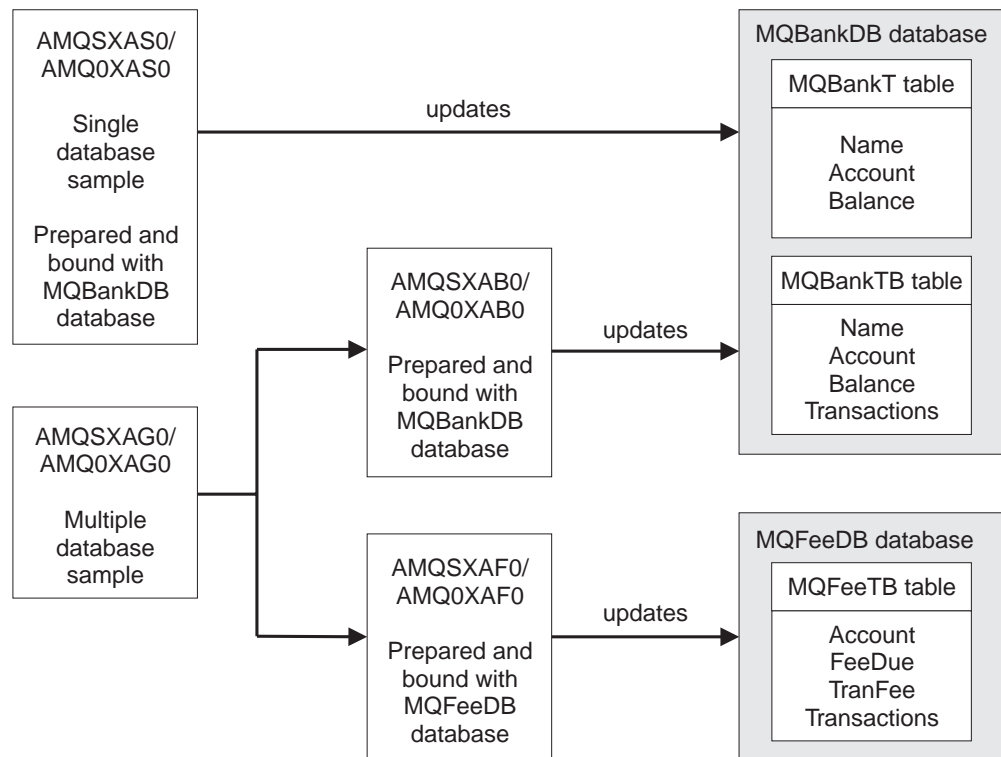 AMQSXAS0/
AMQ0XAS0
Single
database
sample
Prepared and
bound with
MQBankDB
database
updates
MQBankDB database
MQBankT table
Name
Account
Balance
MQBankTB table
Name
Account
Balance
Transactions
AMQSXAB0/
AMQ0XAB0
Prepared and
bound with
MQBankDB
database
updates
AMQSXAG0/
AMQ0XAG0
Multiple
database
sample
AMQSXAF0/
AMQ0XAF0
Prepared and
bound with
MQFeeDB
database
updates
MQFeeDB database
MQFeeTB table
Account
FeeDue
TranFee
Transactions